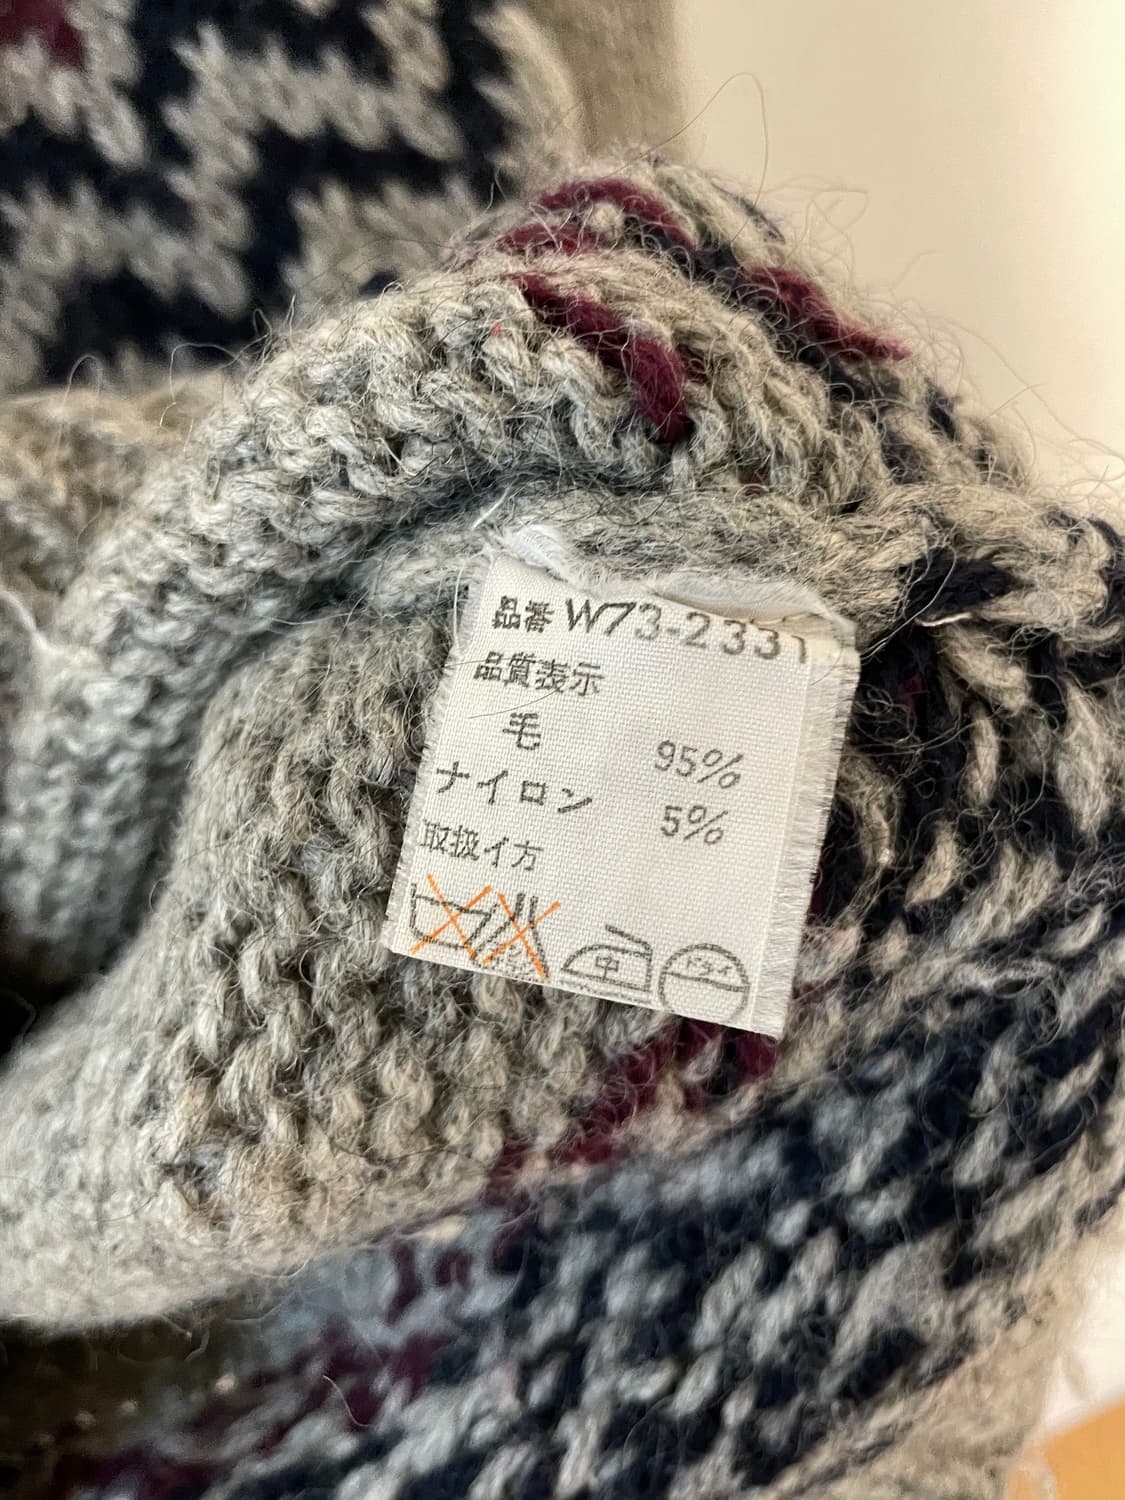 品番 W73-2331
品質表示
毛 95%
ナイロン 5%
取扱イ方
中 ドライ